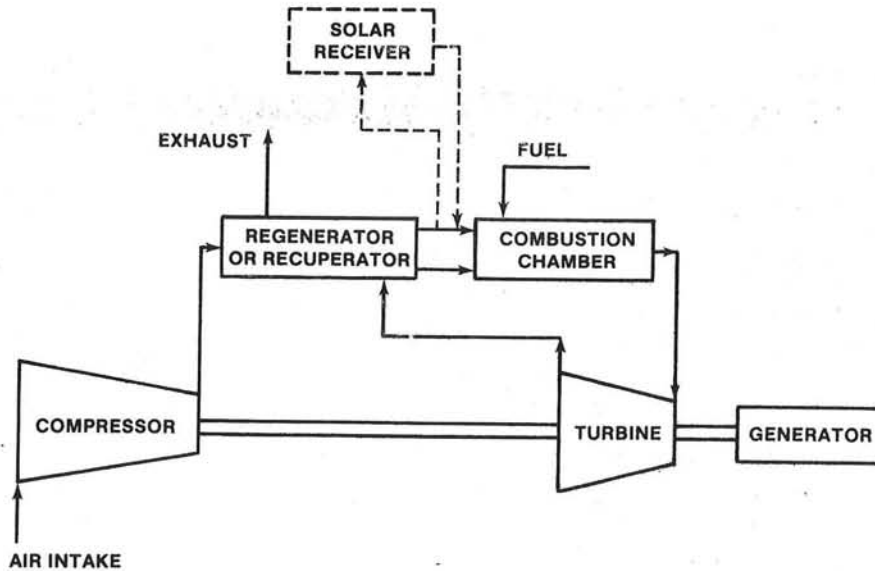 SOLAR
RECEIVER
EXHAUST
FUEL
REGENERATOR
OR RECUPERATOR
COMBUSTION
CHAMBER
COMPRESSOR
TURBINE
GENERATOR
AIR INTAKE